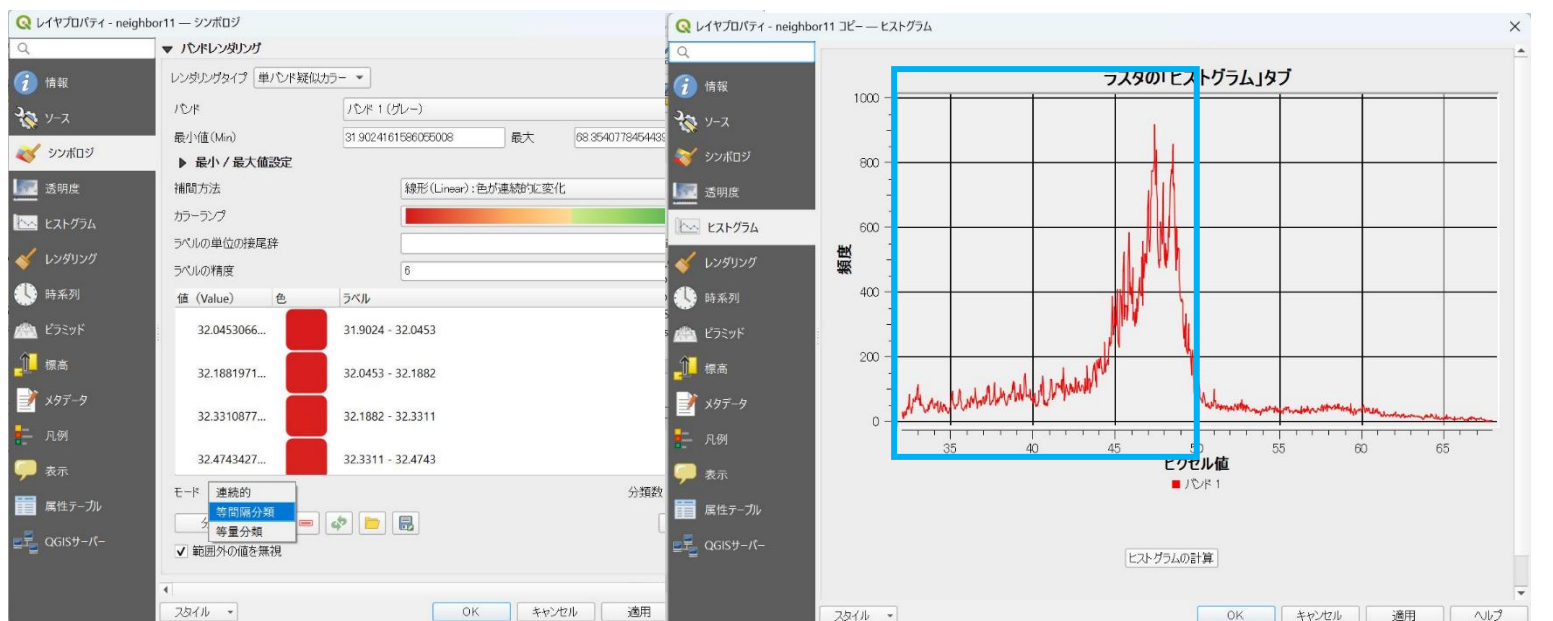 レイヤプロパティ - neighbor11 — シンボロジ
情報
ソース
シンボロジ
透明度
ヒストグラム
レンダリング
時系列
ピラミッド
標高
メタデータ
凡例
表示
属性テーブル
QGISサーバー
▼ バンドレンダリング
レンダリングタイプ 単バンド疑似カラー
バンド バンド 1 (グレー)
最小値(Min) 31.9024161586055008 最大 68.3540778454439
▶ 最小 / 最大値設定
補間方法 線形(Linear):色が連続的に変化
カラーランプ
ラベルの単位の接尾辞
ラベルの精度 6
値 (Value) 色 ラベル
32.0453066... 31.9024 - 32.0453
32.1881971... 32.0453 - 32.1882
32.3310877... 32.1882 - 32.3311
32.4743427... 32.3311 - 32.4743
モード 連続的 分類数
等間隔分類
等量分類
範囲外の値を無視
スタイル OK キャンセル 適用
レイヤプロパティ - neighbor11 コピー — ヒストグラム
情報
ソース
シンボロジ
透明度
ヒストグラム
レンダリング
時系列
ピラミッド
標高
メタデータ
凡例
表示
属性テーブル
QGISサーバー
ラスタの「ヒストグラム」タブ
1000
800
600
400
200
0
頻度
35 40 45 50 55 60 65
ピクセル値
バンド 1
ヒストグラムの計算
スタイル OK キャンセル 適用 ヘルプ